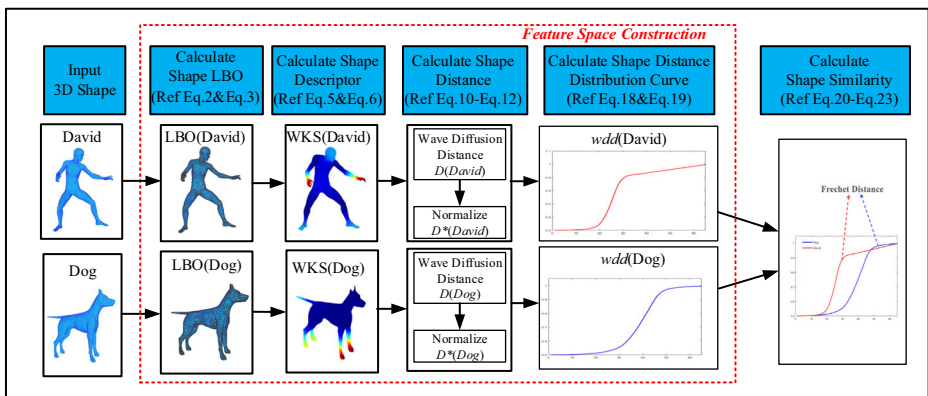 Feature Space Construction
Input
3D Shape
Calculate
Shape LBO
(Ref Eq.2&Eq.3)
Calculate Shape
Descriptor
(Ref Eq.5&Eq.6)
Calculate Shape
Distance
(Ref Eq.10-Eq.12)
Calculate Shape Distance
Distribution Curve
(Ref Eq.18&Eq.19)
Calculate
Shape Similarity
(Ref Eq.20-Eq.23)
David
LBO(David)
WKS(David)
Wave Diffusion
Distance
D(David)
Normalize
D*(David)
wdd(David)
Dog
LBO(Dog)
WKS(Dog)
Wave Diffusion
Distance
D(Dog)
Normalize
D*(Dog)
wdd(Dog)
Frechet Distance
Dog
David